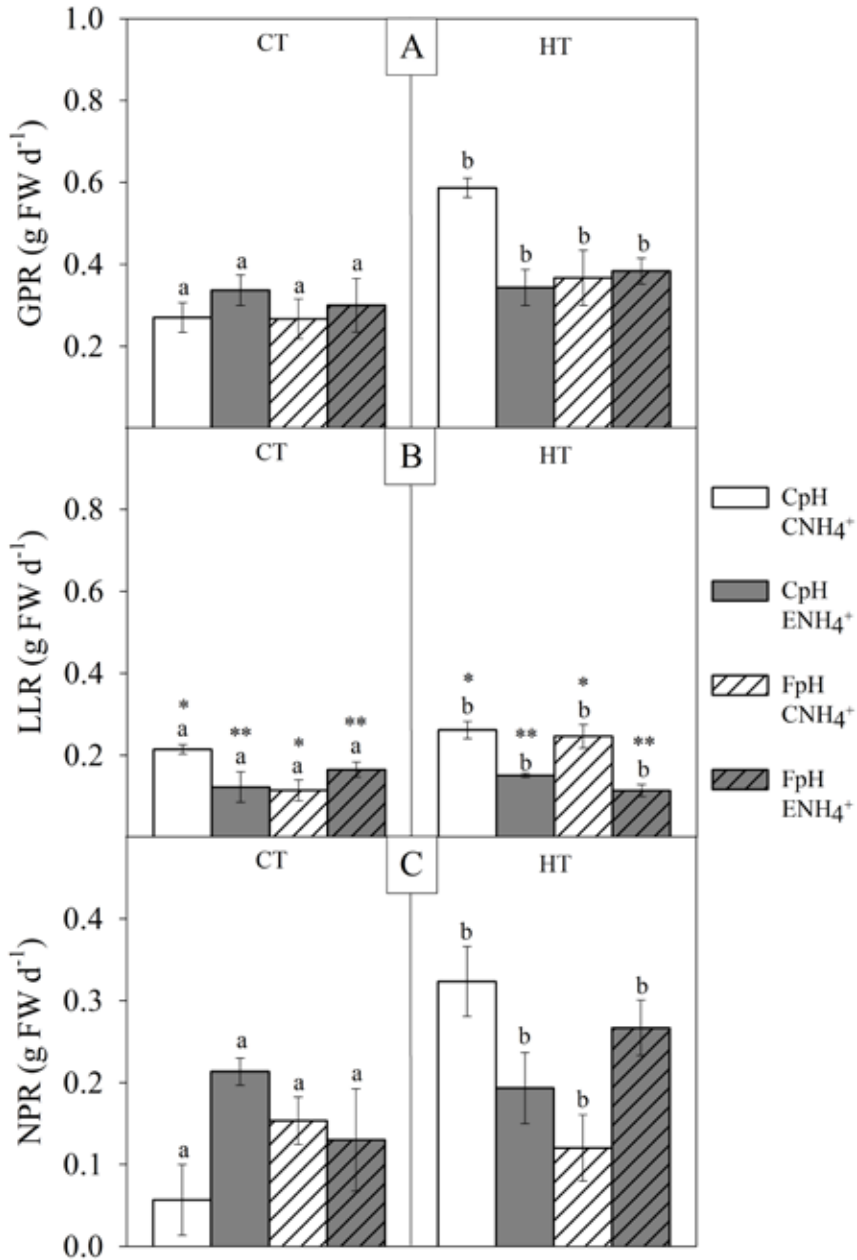 CT A HT
GPR (g FW d⁻¹)
1.0
0.8
0.6
0.4
0.2
a a a a b b b b
CT B HT
LLR (g FW d⁻¹)
0.8
0.6
0.4
0.2
* ** * ** * ** * **
a a a a b b b b
CT C HT
NPR (g FW d⁻¹)
0.4
0.3
0.2
0.1
0.0
a a a a b b b b
CpH
CNH₄⁺
CpH
ENH₄⁺
FpH
CNH₄⁺
FpH
ENH₄⁺